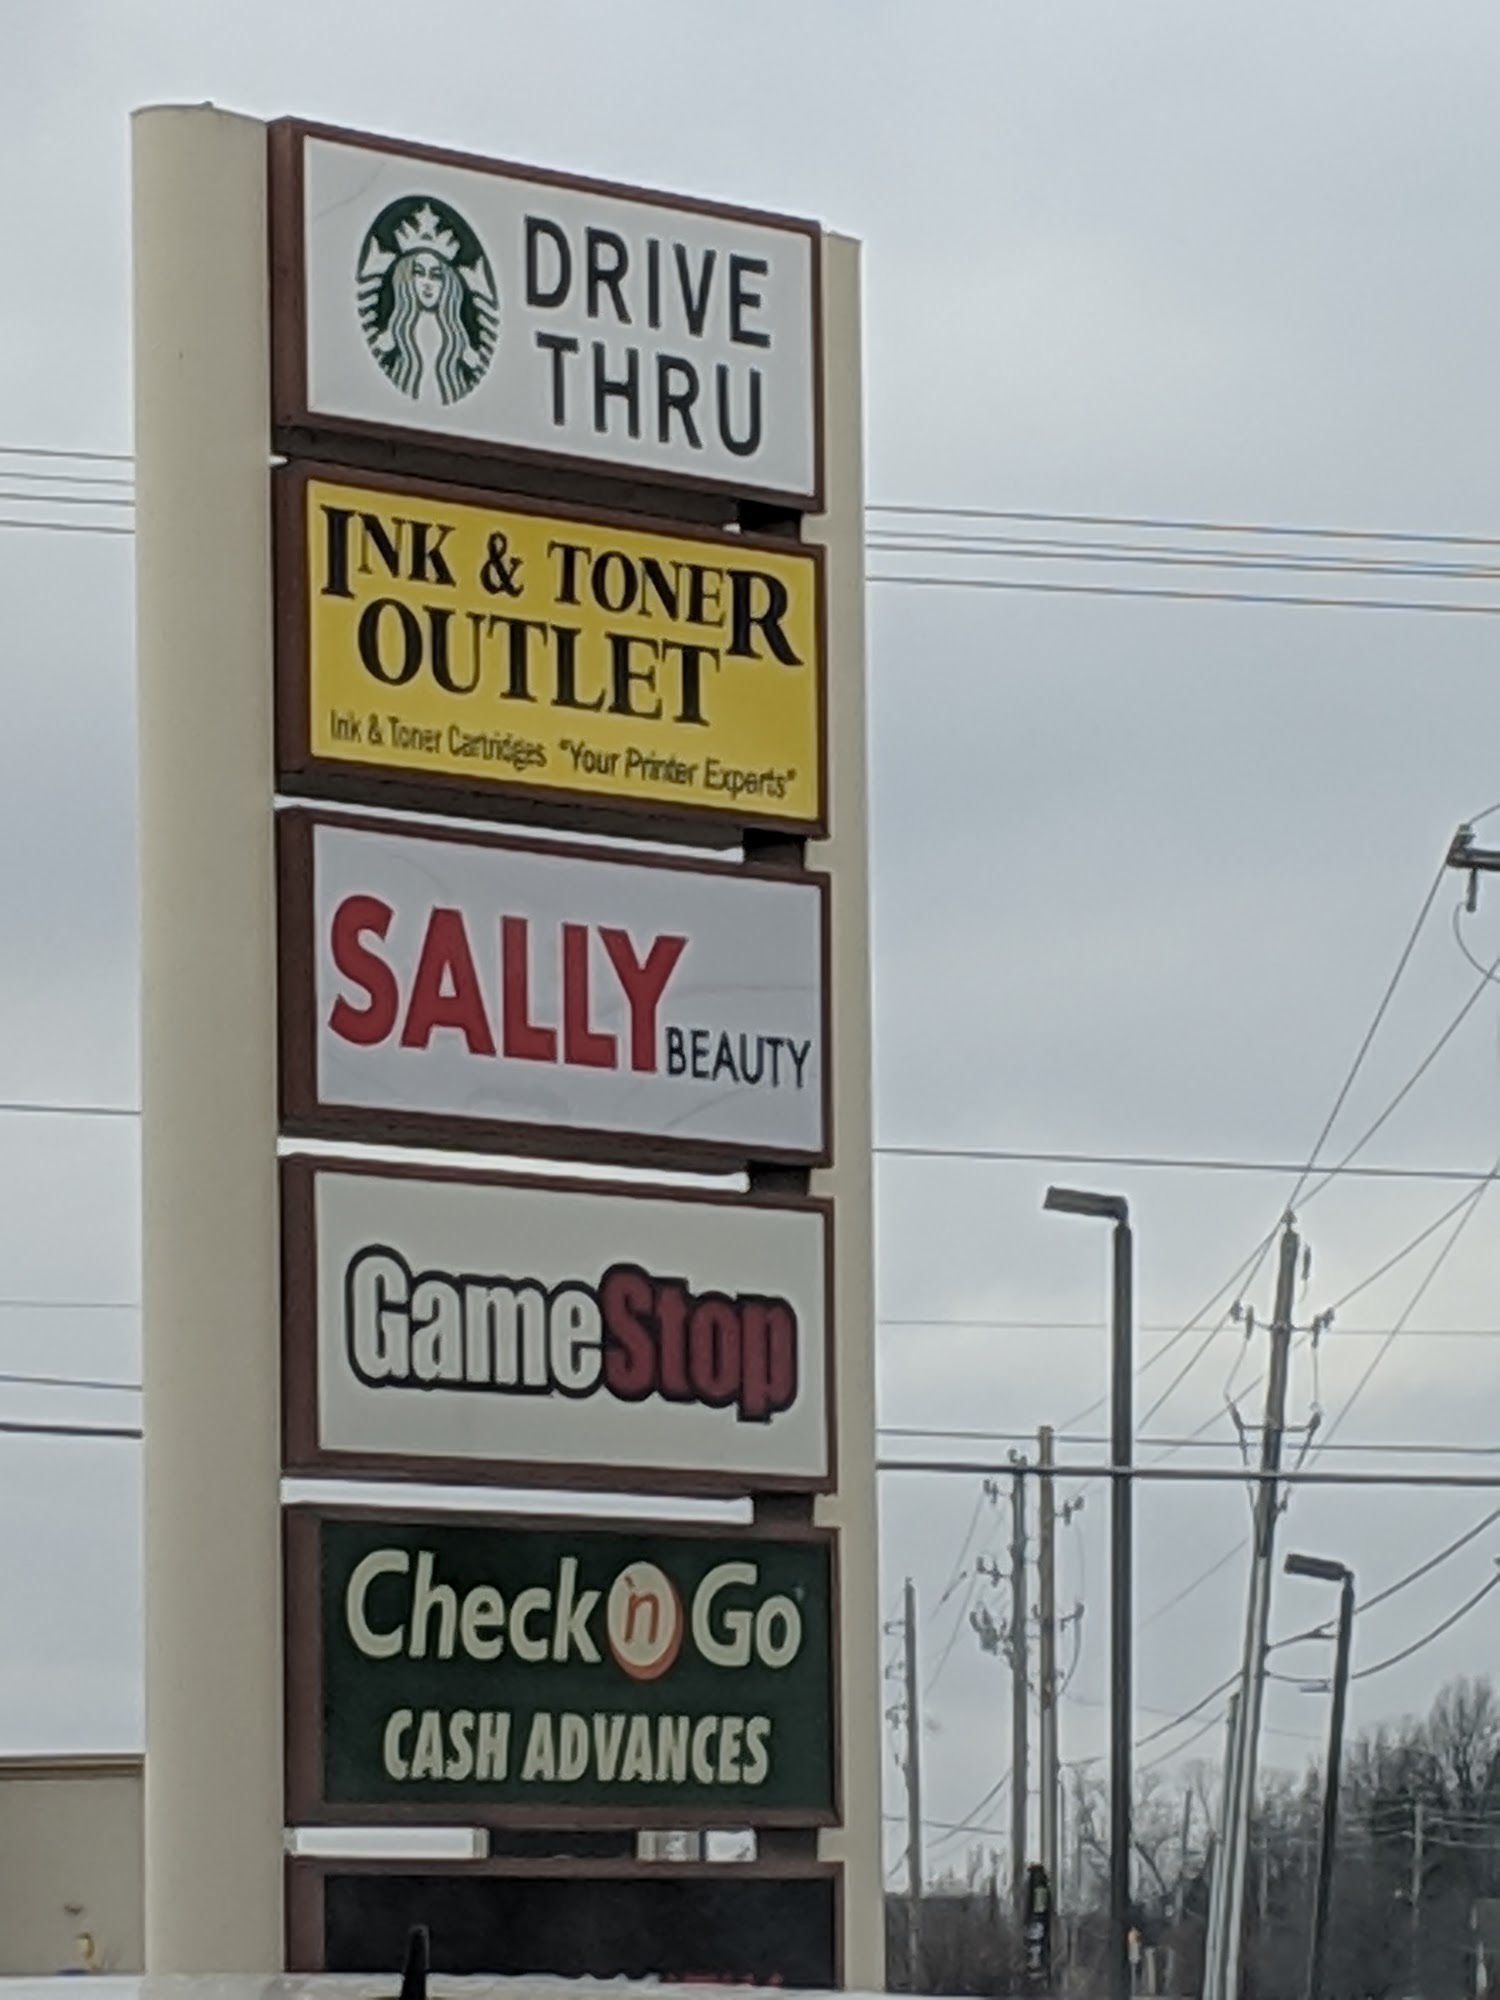 DRIVE
THRU
INK & TONER
OUTLET
Ink & Toner Cartridges "Your Printer Experts"
SALLY BEAUTY
GameStop
Check 'n Go
CASH ADVANCES